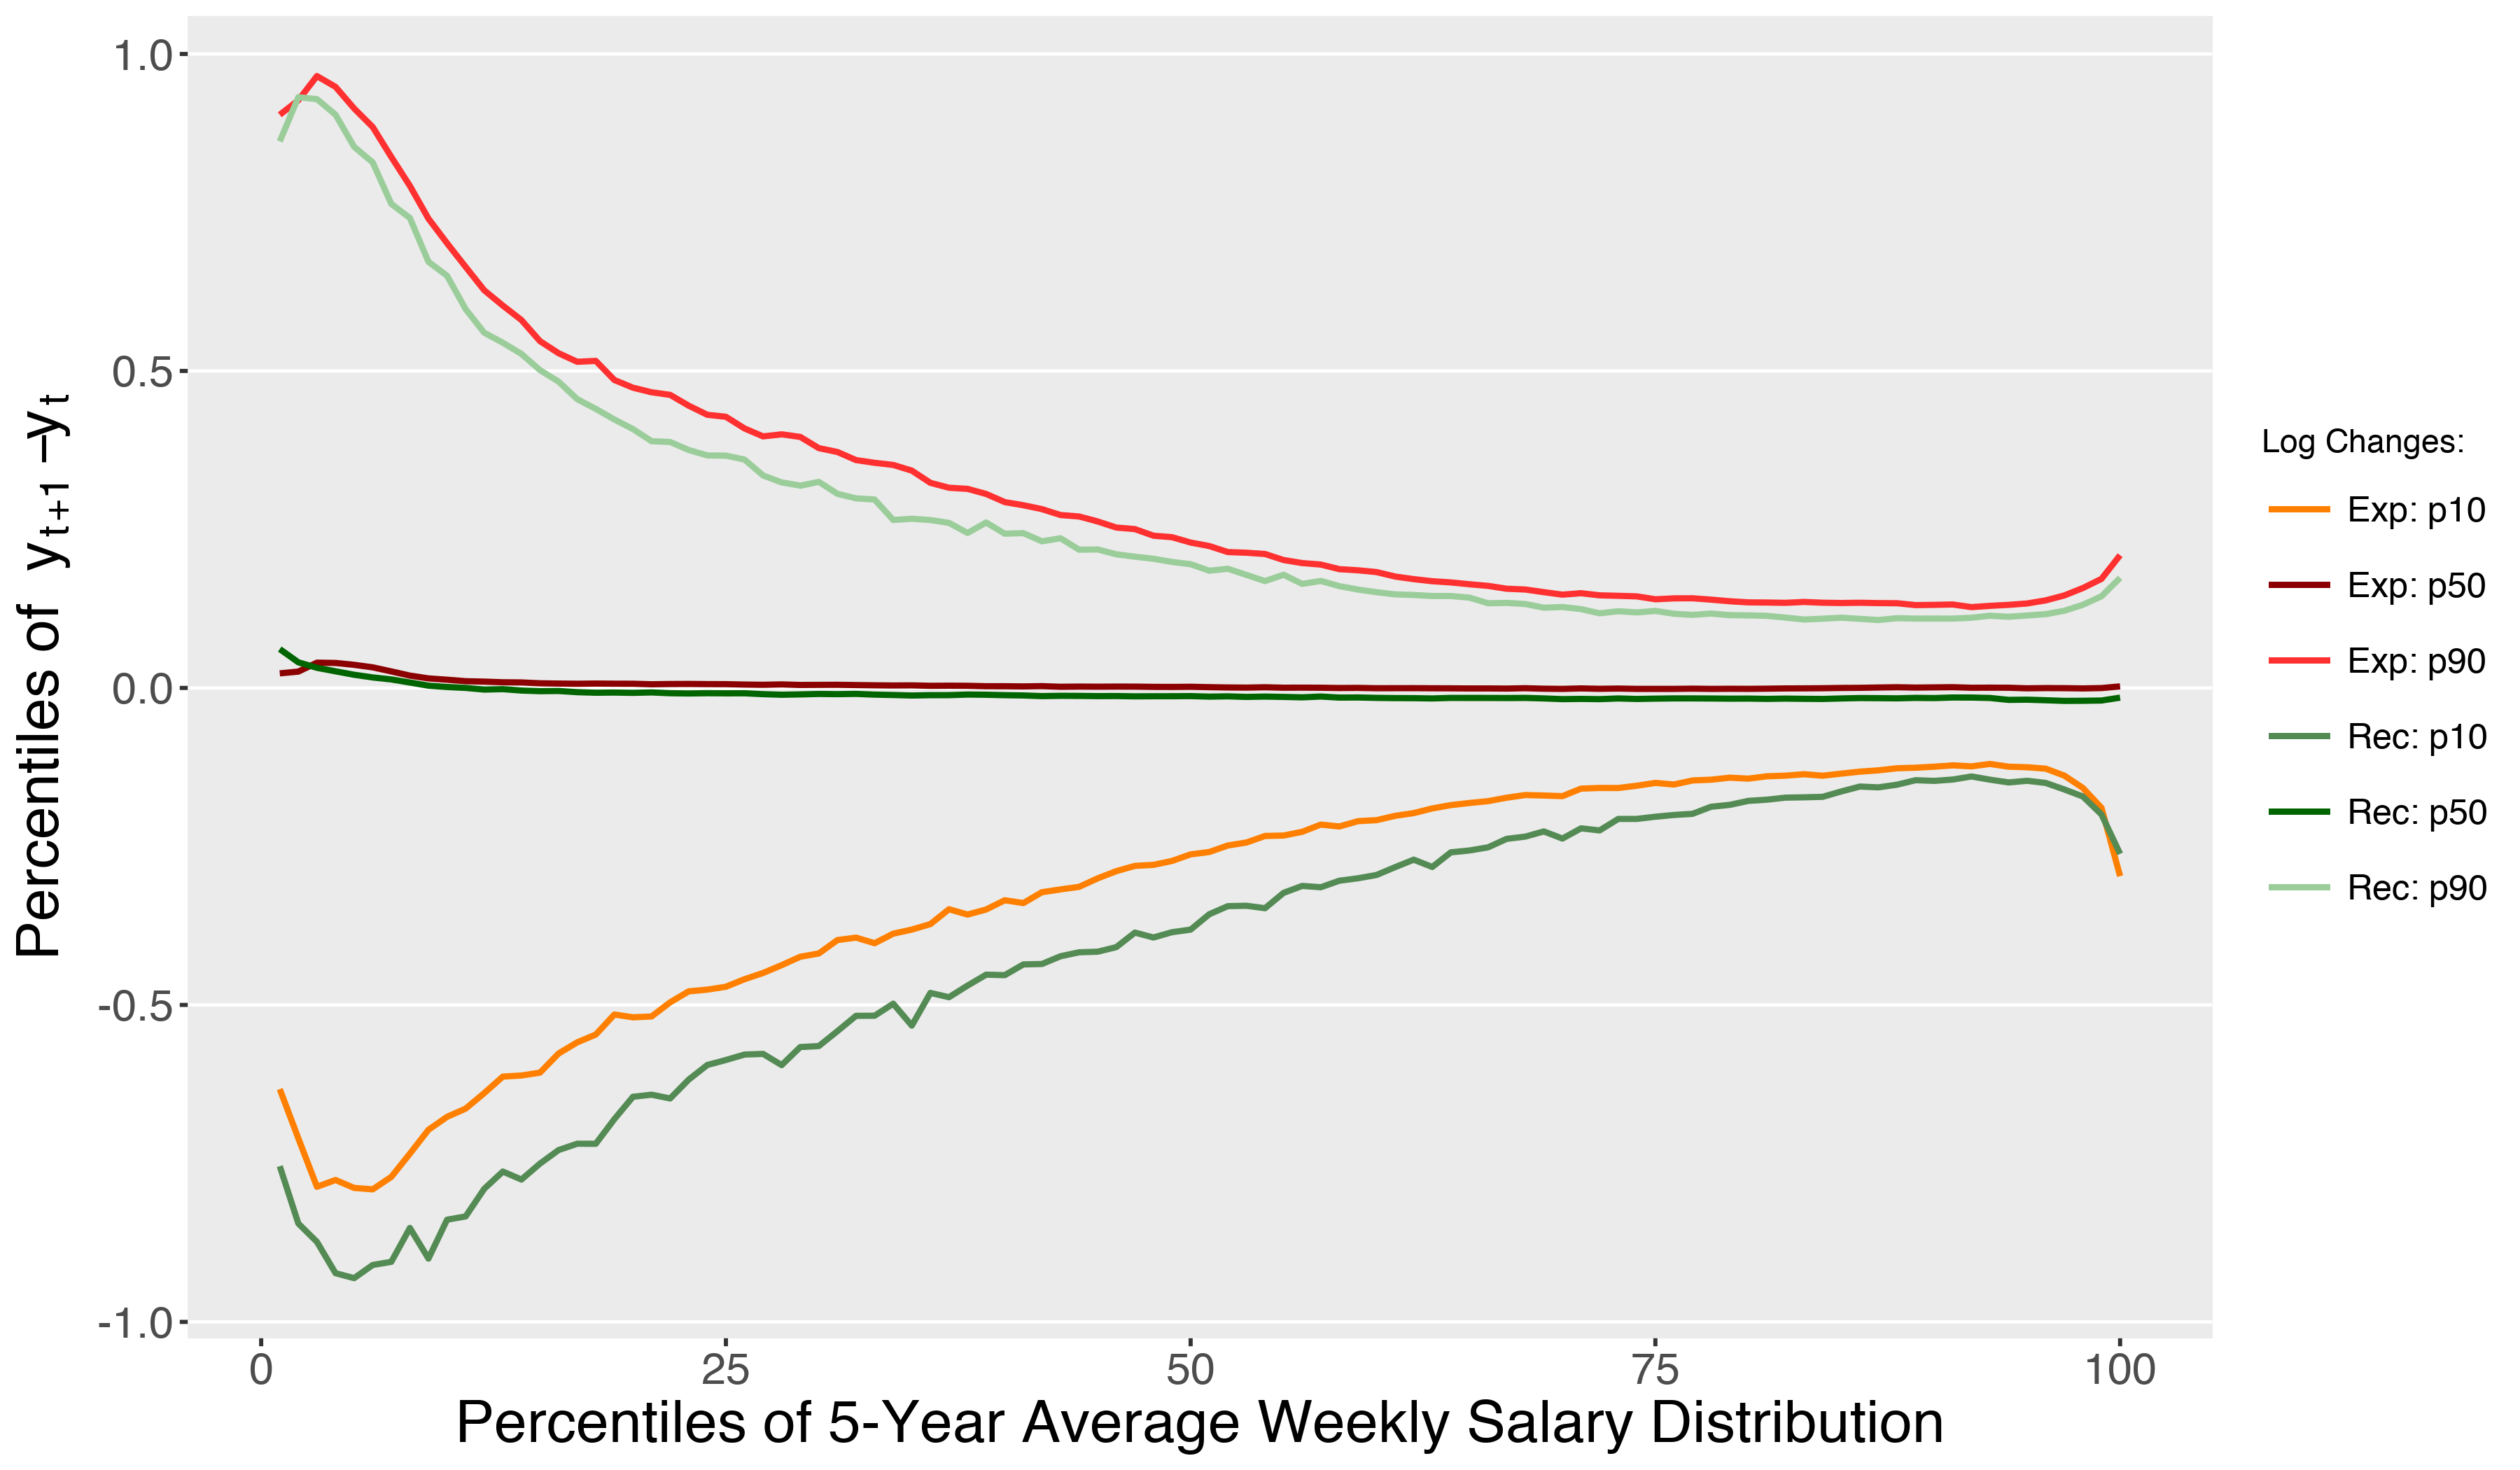 Percentiles of y t+1 −y t
1.0
0.5
0.0
-0.5
-1.0
0 25 50 75 100
Percentiles of 5-Year Average Weekly Salary Distribution
Log Changes:
Exp: p10
Exp: p50
Exp: p90
Rec: p10
Rec: p50
Rec: p90